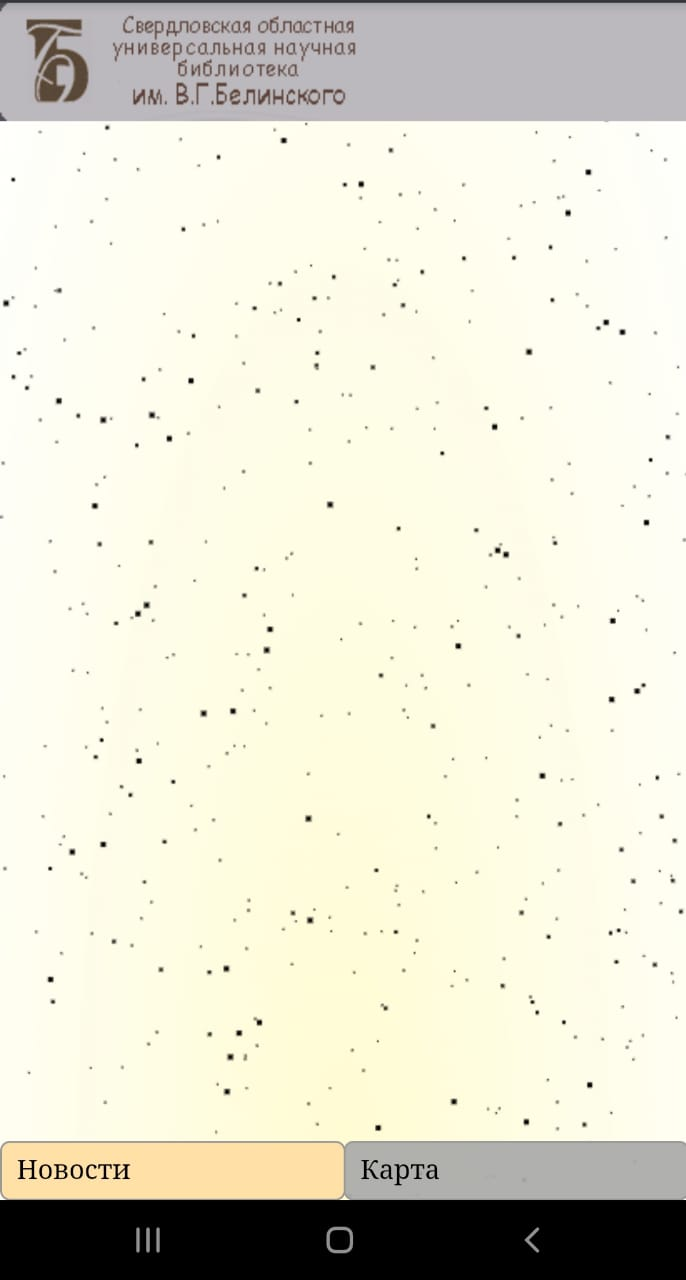 Свердловская областная
универсальная научная
библиотека
им. В.Г.Белинского
Новости
Карта